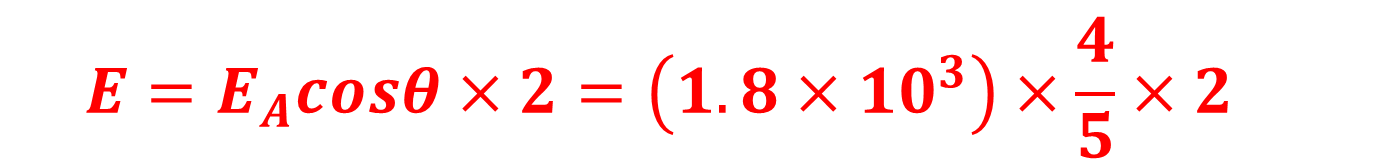 E = E_A cosθ × 2 = (1.8 × 10³) × 4/5 × 2